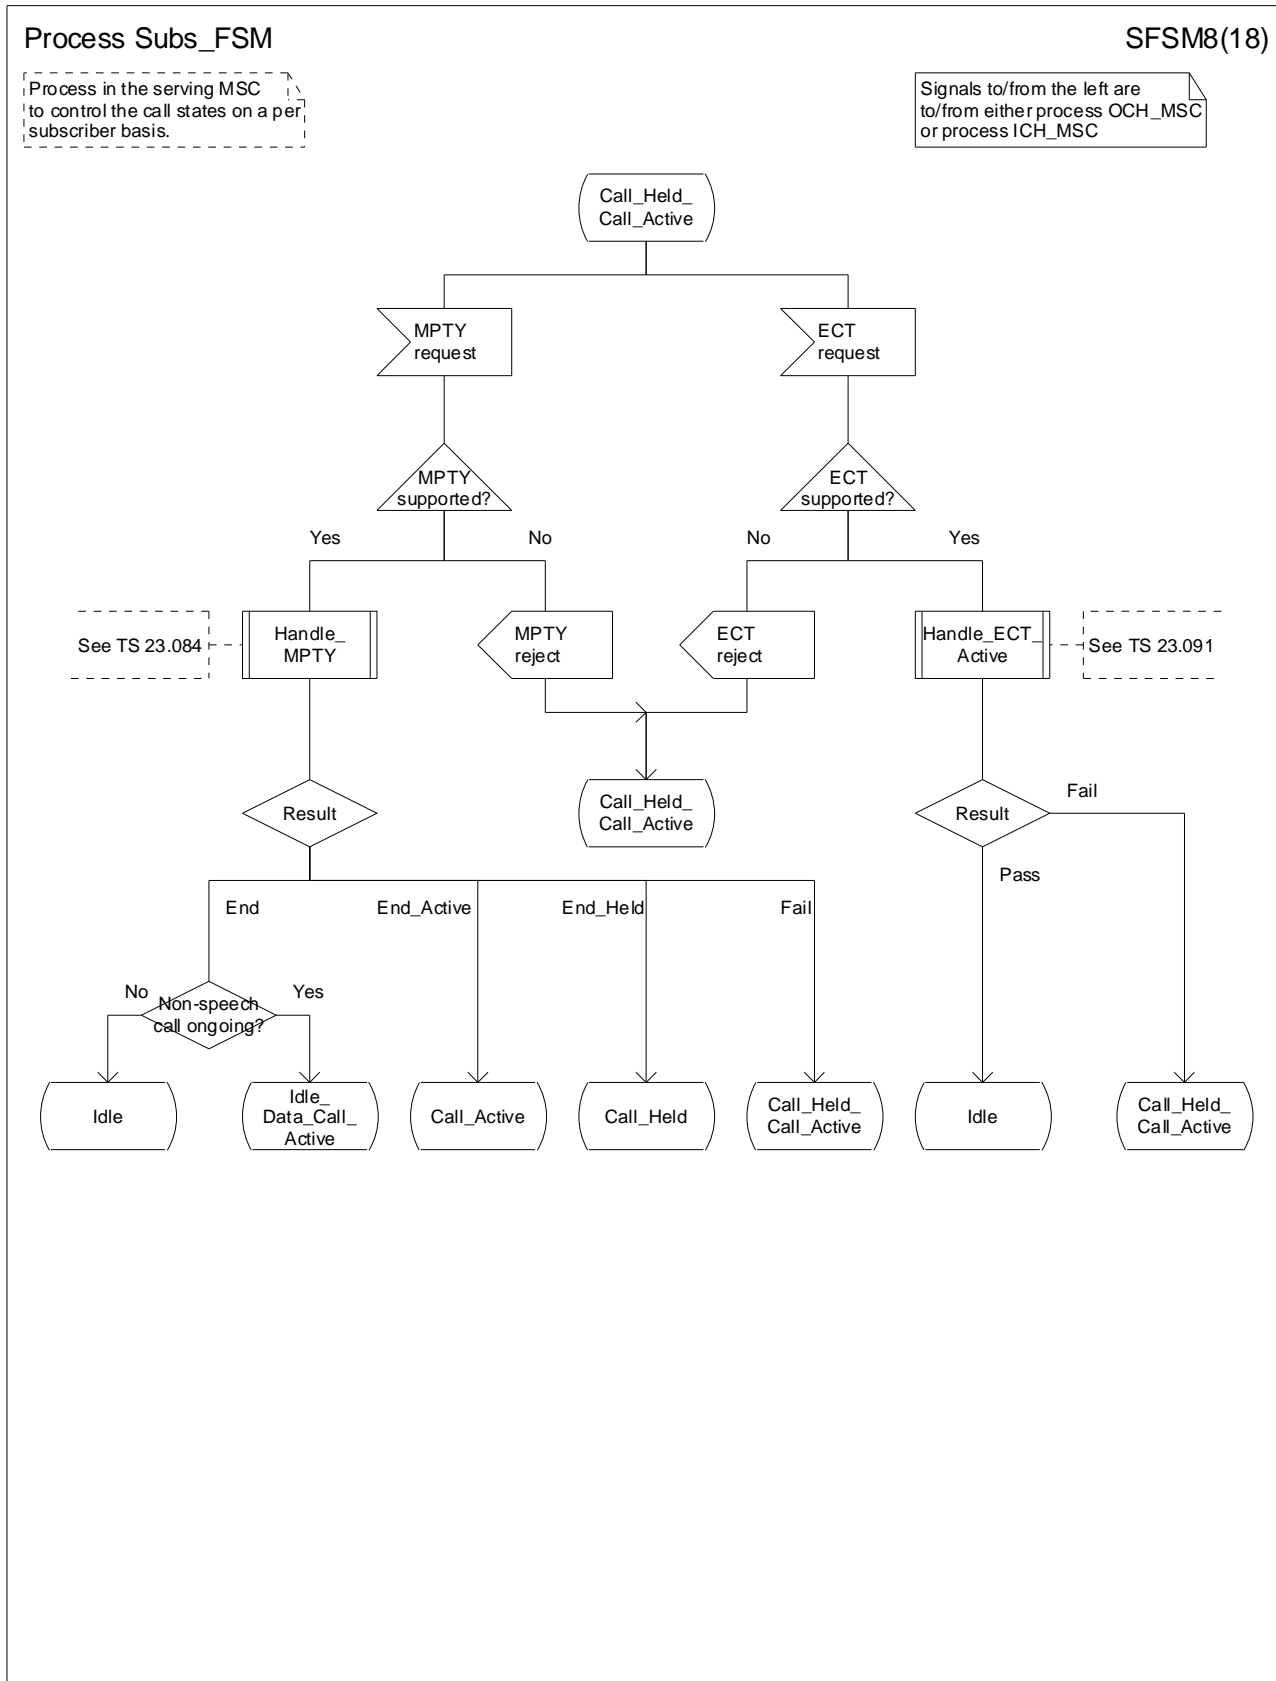 Process Subs_FSM
SFSM8(18)
Process in the serving MSC
to control the call states on a per
subscriber basis.
Signals to/from the left are
to/from either process OCH_MSC
or process ICH_MSC
Call_Held_
Call_Active
MPTY
request
ECT
request
MPTY
supported?
ECT
supported?
Yes
No
No
Yes
See TS 23.084
Handle_
MPTY
MPTY
reject
ECT
reject
Handle_ECT_
Active
See TS 23.091
Result
Call_Held_
Call_Active
Result
Fail
Pass
End
End_Active
End_Held
Fail
No
Non-speech
call ongoing?
Yes
Idle
Idle_
Data_Call_
Active
Call_Active
Call_Held
Call_Held_
Call_Active
Idle
Call_Held_
Call_Active